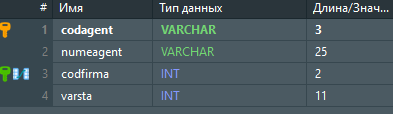 # Имя Тип данных Длина/Знач...
1 codagent VARCHAR 3
2 numeagent VARCHAR 25
3 codfirma INT 2
4 varsta INT 11